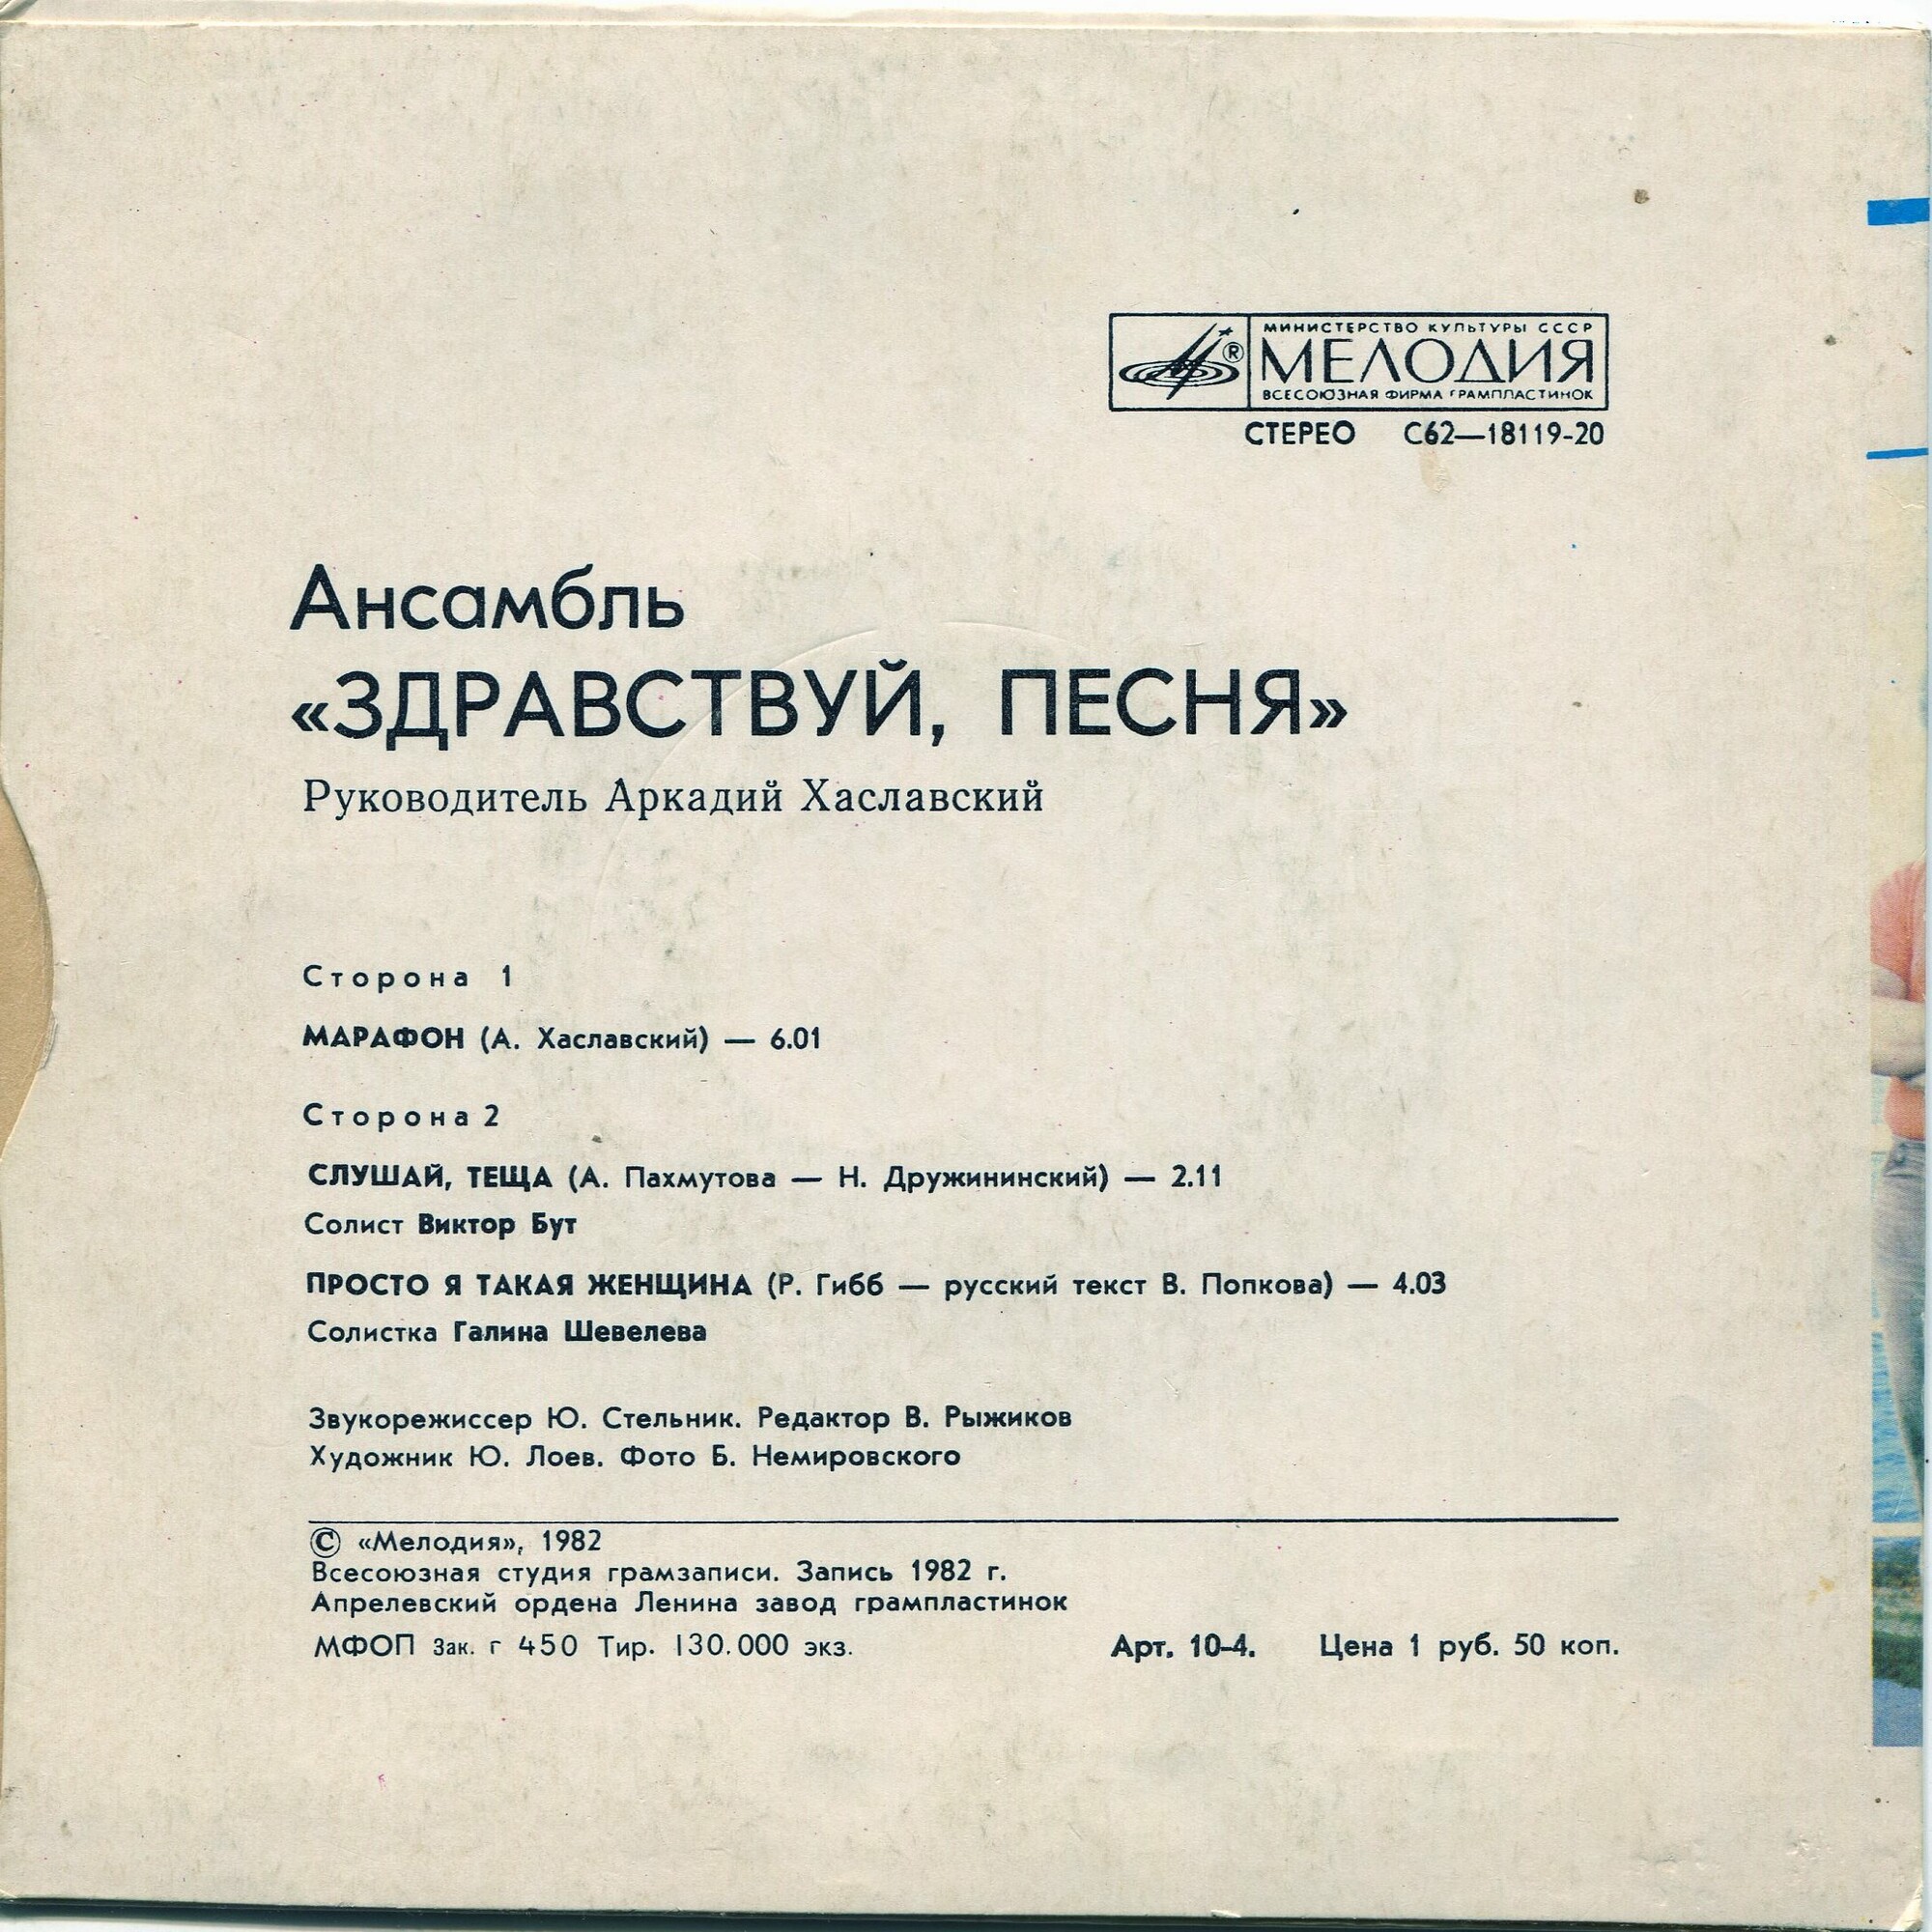 МИНИСТЕРСТВО КУЛЬТУРЫ СССР
МЕЛОДИЯ
ВСЕСОЮЗНАЯ ФИРМА ГРАМПЛАСТИНОК
®
СТЕРЕО С62—18119-20
Ансамбль
«ЗДРАВСТВУЙ, ПЕСНЯ»
Руководитель Аркадий Хаславский
Сторона 1
МАРАФОН (А. Хаславский) — 6.01
Сторона 2
СЛУШАЙ, ТЕЩА (А. Пахмутова — Н. Дружининский) — 2.11
Солист Виктор Бут
ПРОСТО Я ТАКАЯ ЖЕНЩИНА (Р. Гибб — русский текст В. Попкова) — 4.03
Солистка Галина Шевелева
Звукорежиссер Ю. Стельник. Редактор В. Рыжиков
Художник Ю. Лоев. Фото Б. Немировского
© «Мелодия», 1982
Всесоюзная студия грамзаписи. Запись 1982 г.
Апрелевский ордена Ленина завод грампластинок
МФОП Зак. г 450 Тир. 130.000 экз. Арт. 10-4. Цена 1 руб. 50 коп.